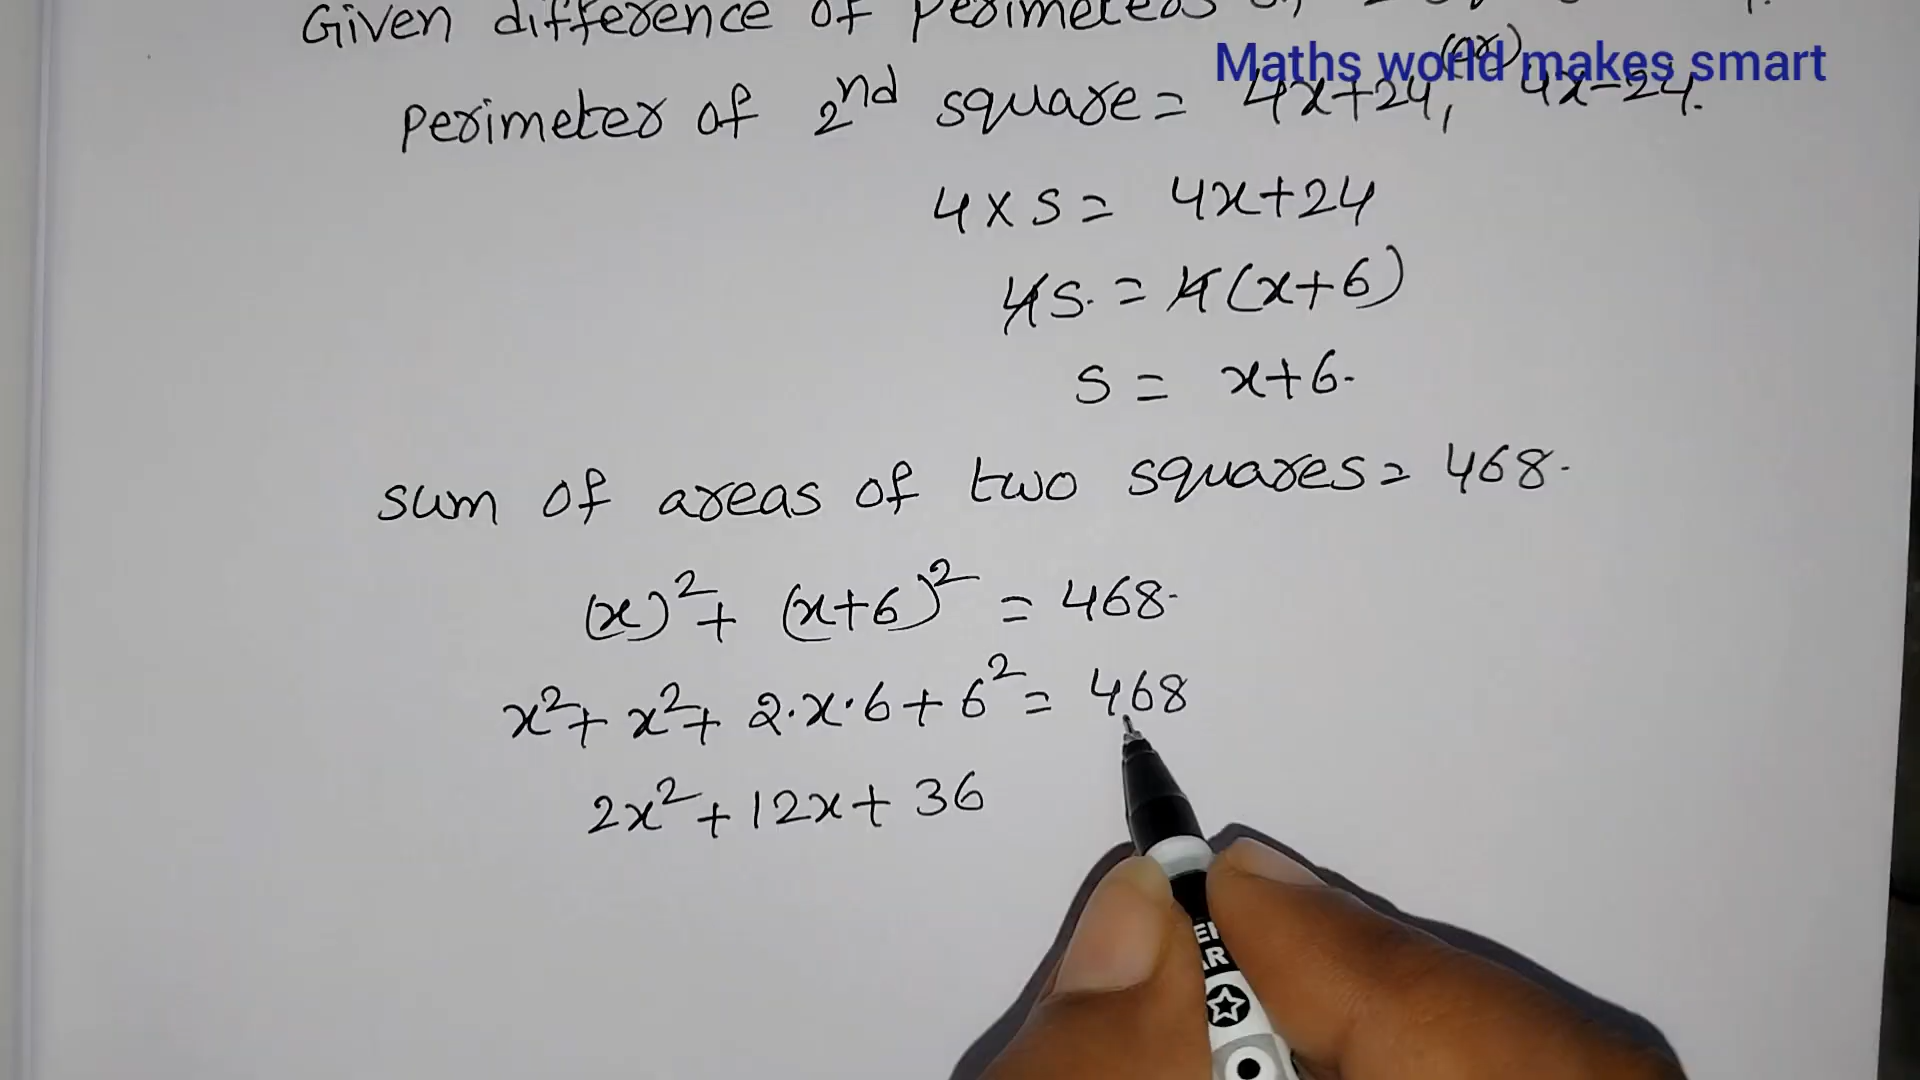 Given difference of perimeters of
Maths world makes smart
perimeter of 2nd square = 4x+24, (or) 4x-24.
4 x s = 4x+24
4s. = 4(x+6)
s = x+6.
sum of areas of two squares = 468.
(x)² + (x+6)² = 468.
x² + x² + 2.x.6 + 6² = 468
2x² + 12x + 36